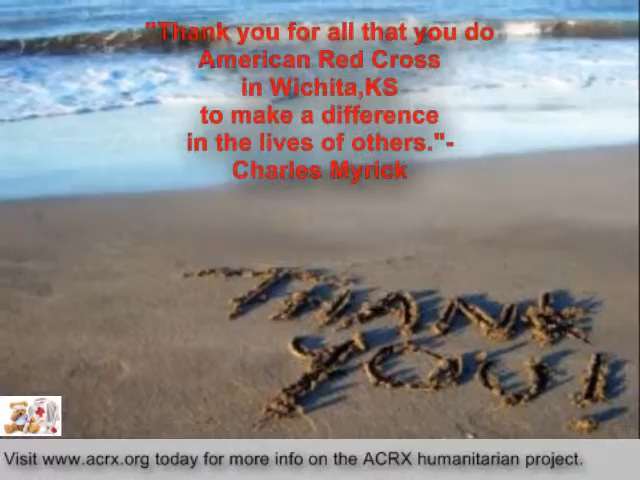 "Thank you for all that you do
American Red Cross
in Wichita,KS
to make a difference
in the lives of others."-
Charles Myrick
THANK
YOU!
Visit www.acrx.org today for more info on the ACRX humanitarian project.